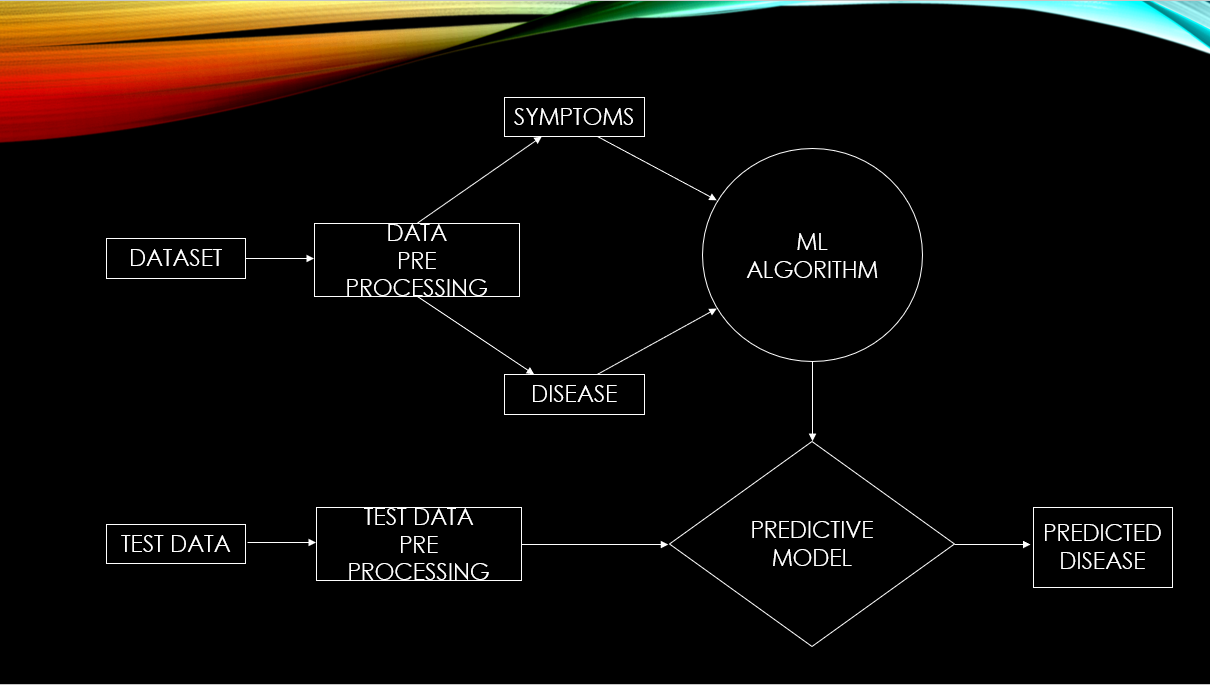 SYMPTOMS
DATASET
DATA
PRE
PROCESSING
ML
ALGORITHM
DISEASE
TEST DATA
TEST DATA
PRE
PROCESSING
PREDICTIVE
MODEL
PREDICTED
DISEASE